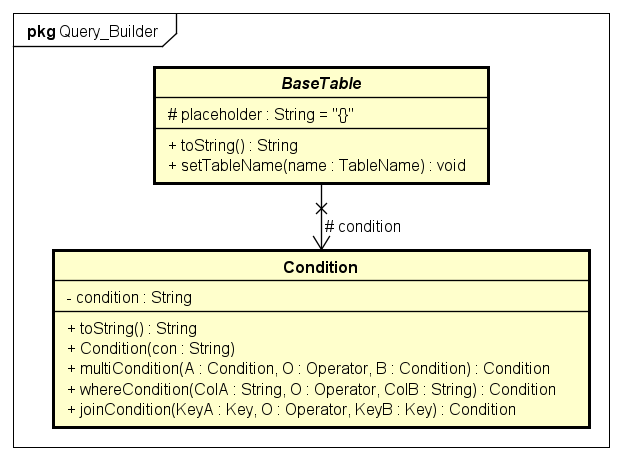 pkg Query_Builder
BaseTable
# placeholder : String = "{}"
+ toString() : String
+ setTableName(name : TableName) : void
# condition
Condition
- condition : String
+ toString() : String
+ Condition(con : String)
+ multiCondition(A : Condition, O : Operator, B : Condition) : Condition
+ whereCondition(ColA : String, O : Operator, ColB : String) : Condition
+ joinCondition(KeyA : Key, O : Operator, KeyB : Key) : Condition